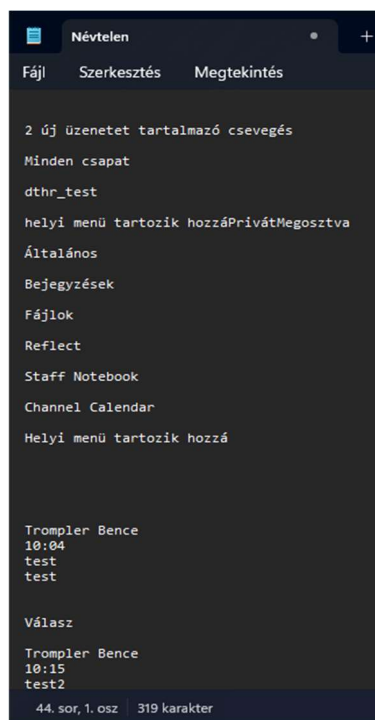 Névtelen
Fájl Szerkesztés Megtekintés
2 új üzenetet tartalmazó csevegés
Minden csapat
dthr_test
helyi menü tartozik hozzáPrivátMegosztva
Általános
Bejegyzések
Fájlok
Reflect
Staff Notebook
Channel Calendar
Helyi menü tartozik hozzá
Trompler Bence
10:04
test
test
Válasz
Trompler Bence
10:15
test2
44. sor, 1. osz 319 karakter